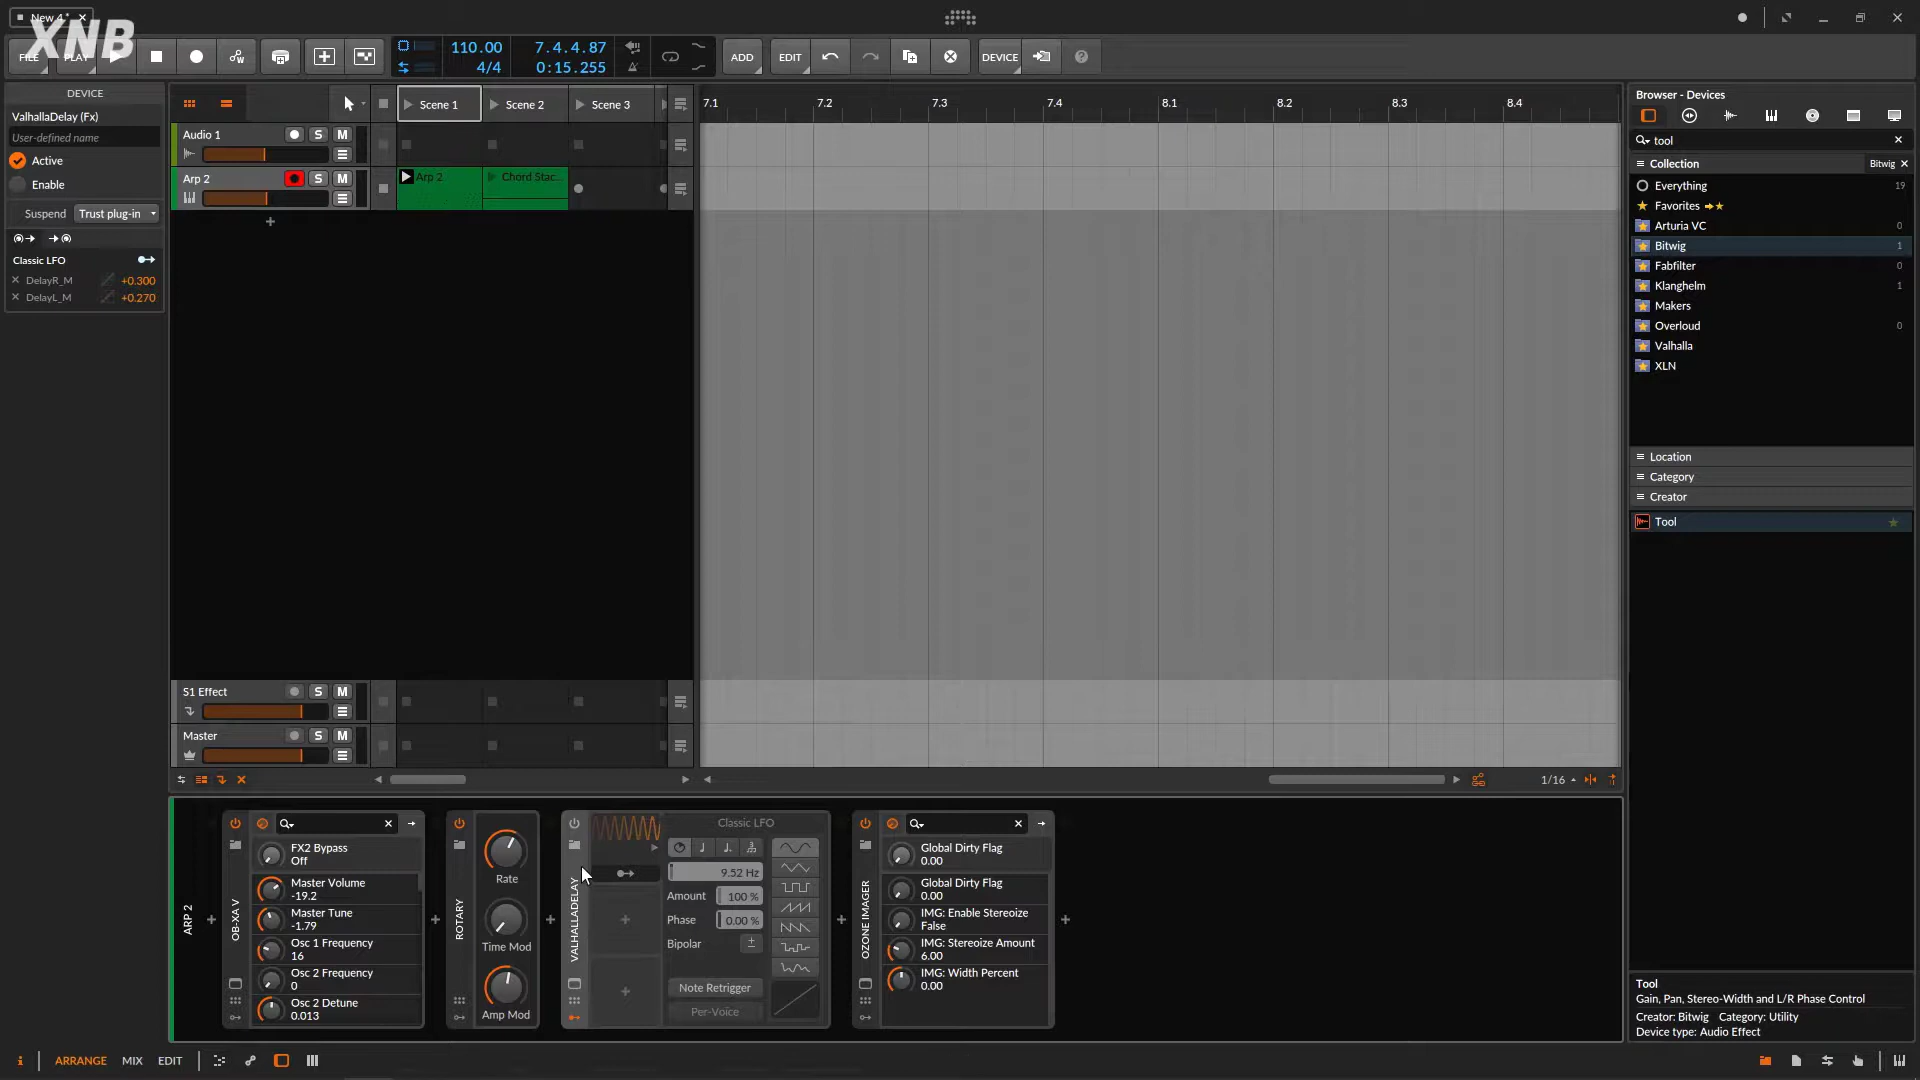 New 4*
XNB
FILE
PLAY
110.00
4/4
7.4.4.87
0:15.255
ADD
EDIT
DEVICE
DEVICE
ValhallaDelay (Fx)
User-defined name
Active
Enable
Suspend
Trust plug-in
Classic LFO
DelayR_M
+0.300
DelayL_M
+0.270
Scene 1
Scene 2
Scene 3
Audio 1
S
M
Arp 2
S
M
Arp 2
Chord Stac...
7.1
7.2
7.3
7.4
8.1
8.2
8.3
8.4
S1 Effect
S
M
Master
S
M
1/16
Browser - Devices
tool
Collection
Bitwig
Everything
19
Favorites
Arturia VC
0
Bitwig
1
Fabfilter
0
Klanghelm
1
Makers
Overloud
0
Valhalla
XLN
Location
Category
Creator
Tool
Tool
Gain, Pan, Stereo-Width and L/R Phase Control
Creator: Bitwig Category: Utility
Device type: Audio Effect
ARP 2
OB-XA V
FX2 Bypass
Off
Master Volume
-19.2
Master Tune
-1.79
Osc 1 Frequency
16
Osc 2 Frequency
0
Osc 2 Detune
0.013
ROTARY
Rate
Time Mod
Amp Mod
VALHALLADELAY
Classic LFO
9.52 Hz
Amount
100 %
Phase
0.00 %
Bipolar
Note Retrigger
Per-Voice
OZONE IMAGER
Global Dirty Flag
0.00
Global Dirty Flag
0.00
IMG: Enable Stereoize
False
IMG: Stereoize Amount
6.00
IMG: Width Percent
0.00
ARRANGE
MIX
EDIT